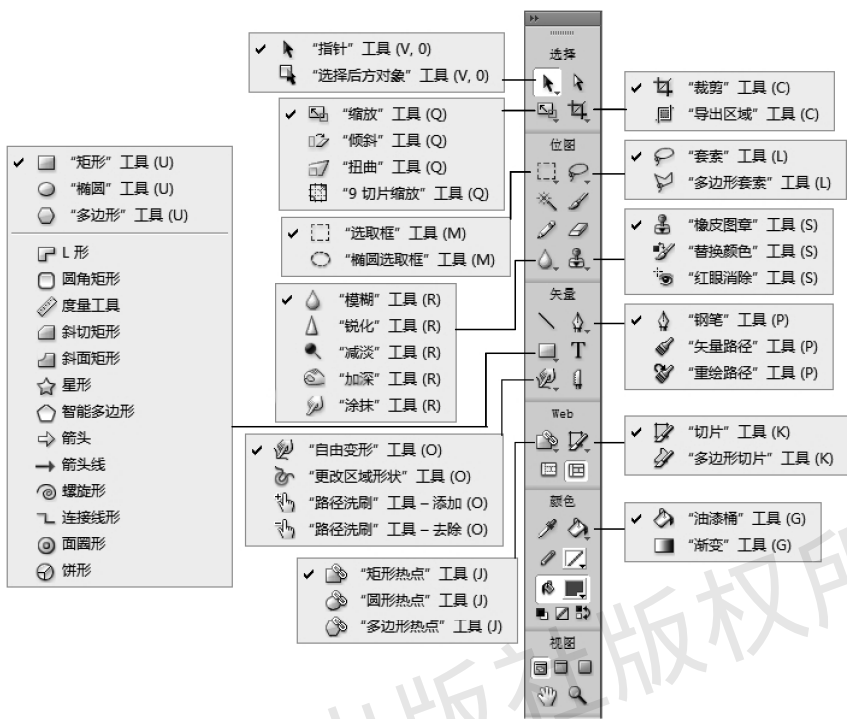 选择
位图
矢量
Web
颜色
视图
“指针”工具 (V, 0)
“选择后方对象”工具 (V, 0)
“缩放”工具 (Q)
“倾斜”工具 (Q)
“扭曲”工具 (Q)
“9 切片缩放”工具 (Q)
“选取框”工具 (M)
“椭圆选取框”工具 (M)
“模糊”工具 (R)
“锐化”工具 (R)
“减淡”工具 (R)
“加深”工具 (R)
“涂抹”工具 (R)
“矩形”工具 (U)
“椭圆”工具 (U)
“多边形”工具 (U)
L 形
圆角矩形
度量工具
斜切矩形
斜面矩形
星形
智能多边形
箭头
箭头线
螺旋形
连接线形
面圆形
饼形
“自由变形”工具 (O)
“更改区域形状”工具 (O)
“路径洗刷”工具 – 添加 (O)
“路径洗刷”工具 – 去除 (O)
“矩形热点”工具 (J)
“圆形热点”工具 (J)
“多边形热点”工具 (J)
“裁剪”工具 (C)
“导出区域”工具 (C)
“套索”工具 (L)
“多边形套索”工具 (L)
“橡皮图章”工具 (S)
“替换颜色”工具 (S)
“红眼消除”工具 (S)
“钢笔”工具 (P)
“矢量路径”工具 (P)
“重绘路径”工具 (P)
“切片”工具 (K)
“多边形切片”工具 (K)
“油漆桶”工具 (G)
“渐变”工具 (G)
出版社版权所